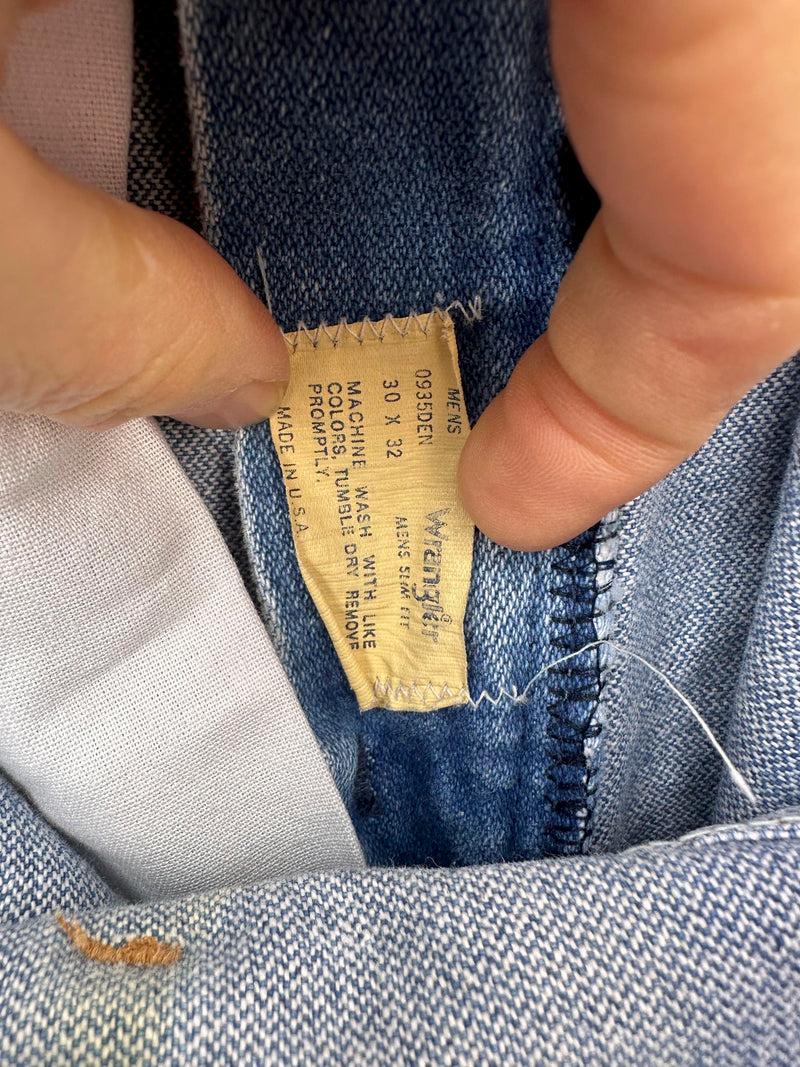 MENS
0935DEN
Wrangler®
30 X 32
MENS SLIM FIT
MACHINE WASH WITH LIKE
COLORS, TUMBLE DRY REMOVE
PROMPTLY.
MADE IN U.S.A.